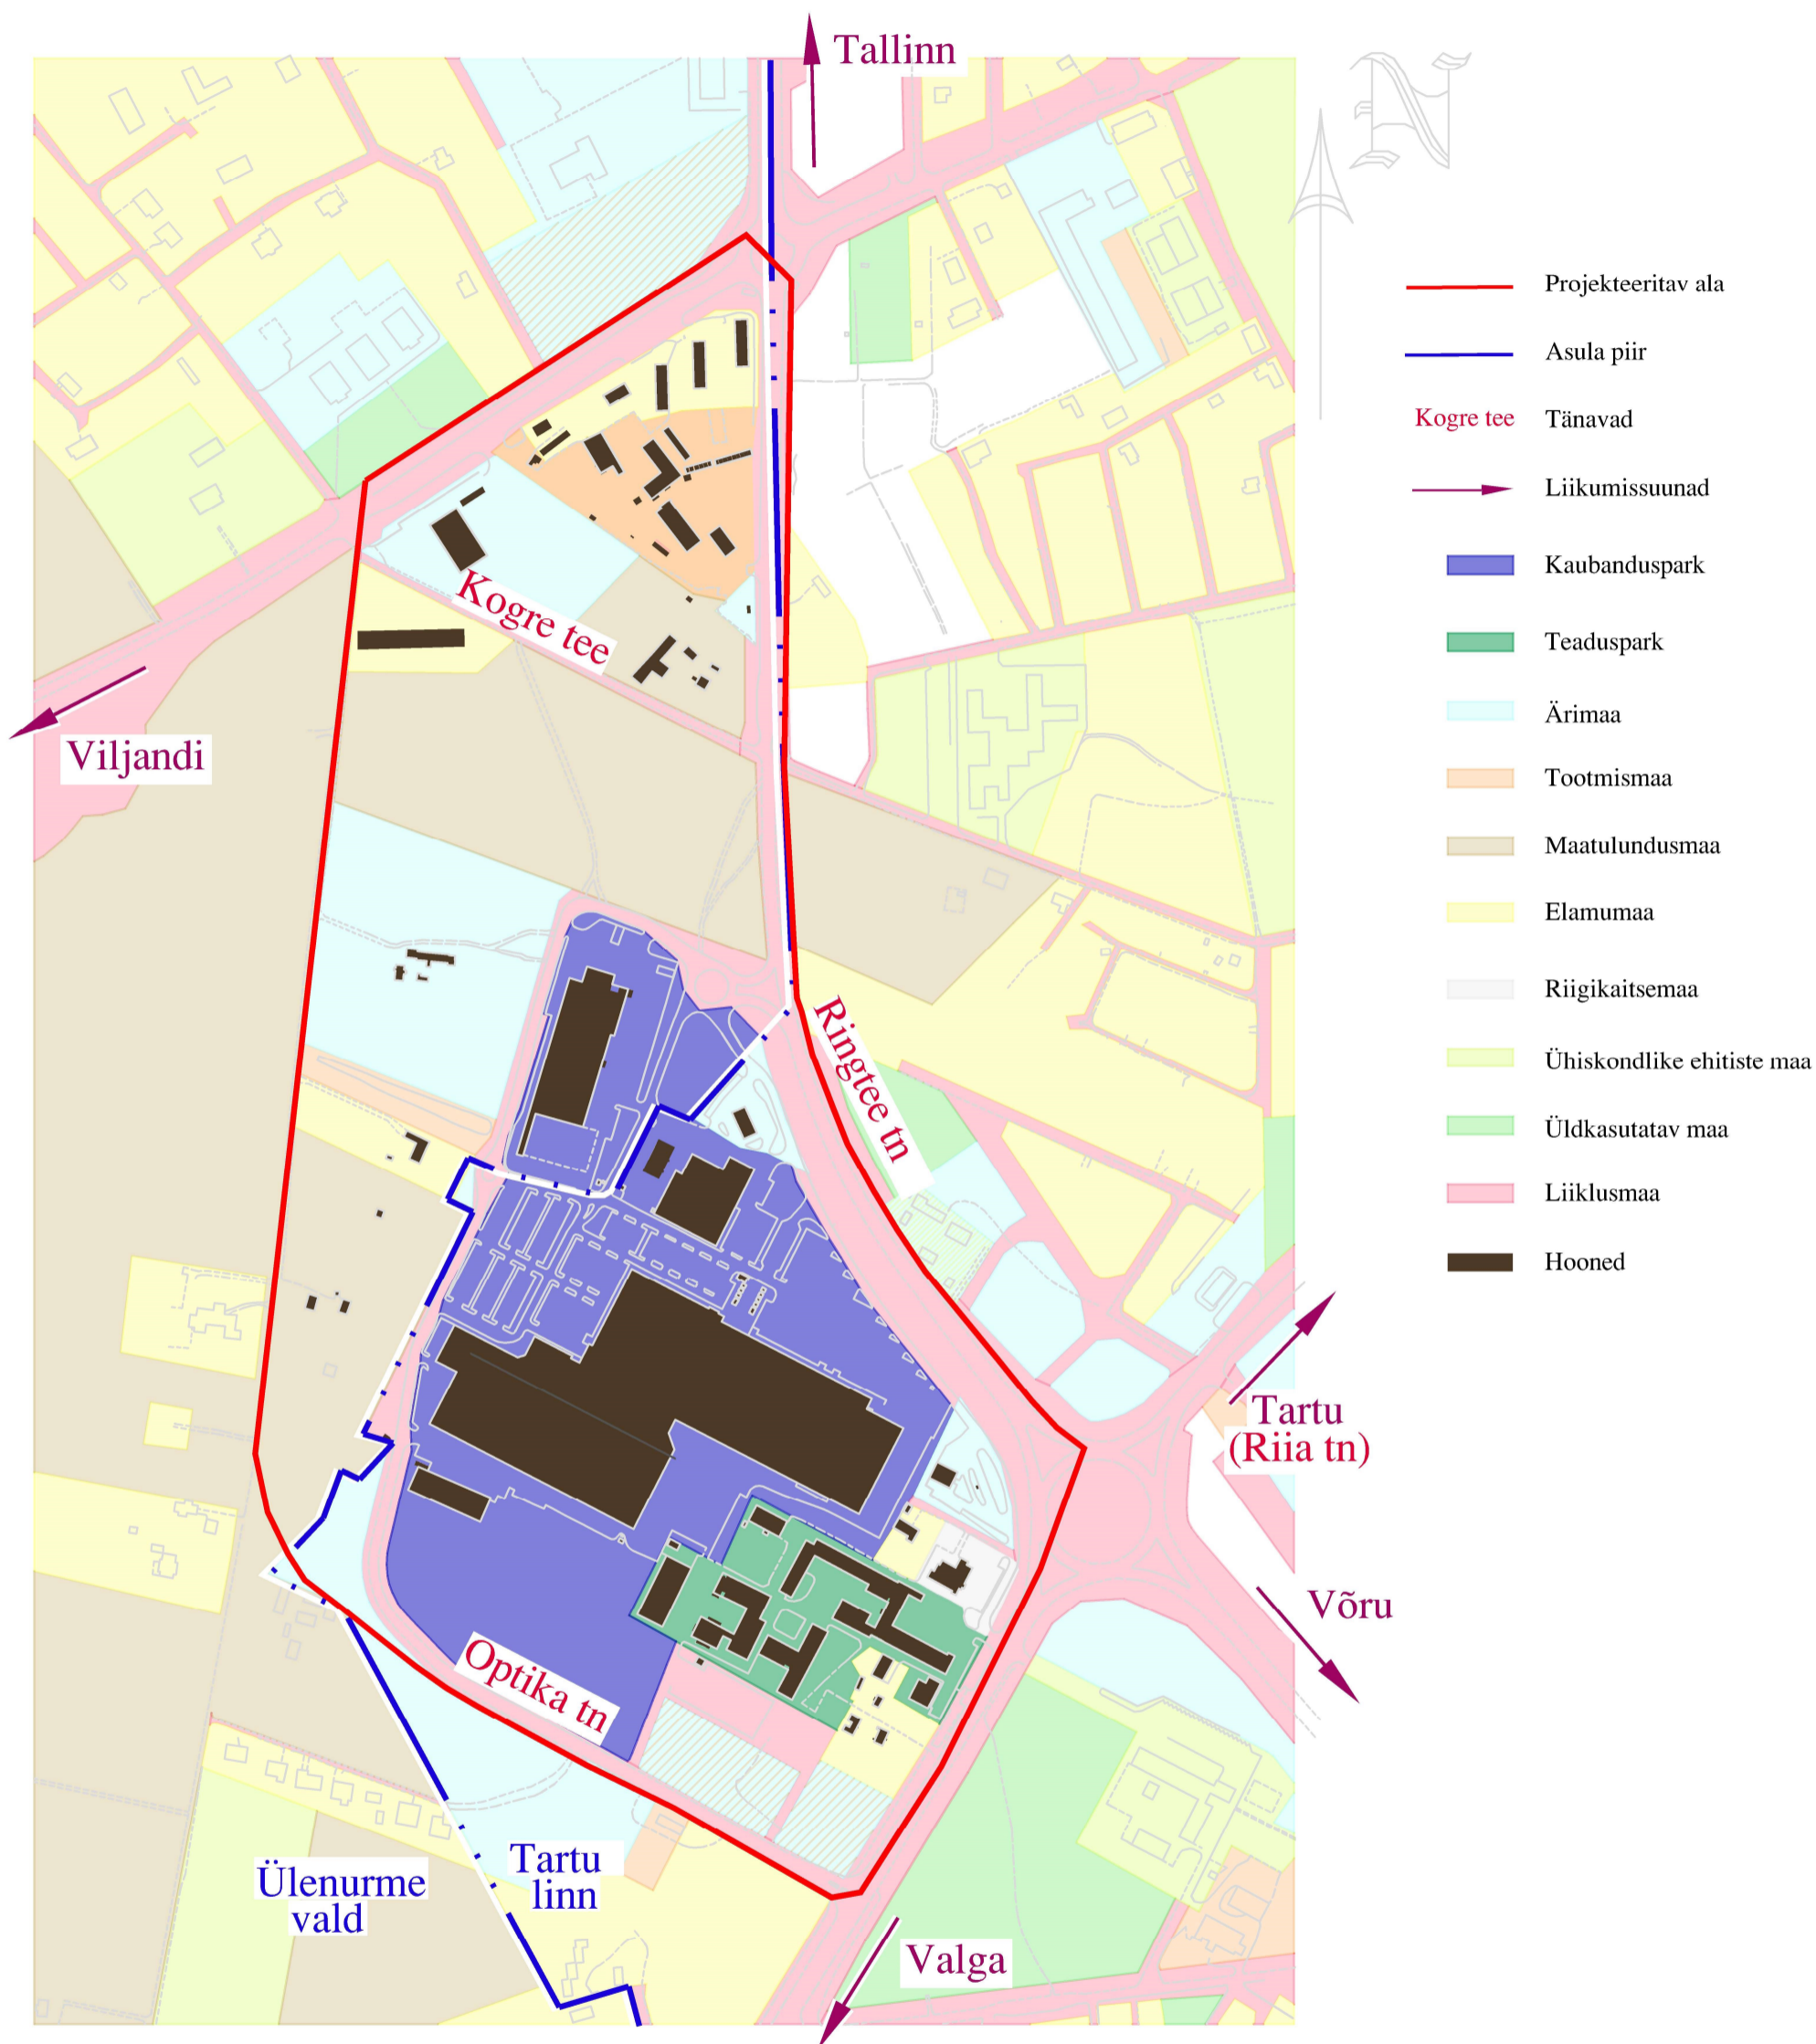 Tallinn
N
Projekteeritav ala
Asula piir
Kogre tee
Tänavad
Liikumissuunad
Kaubanduspark
Teaduspark
Ärimaa
Tootmismaa
Maatulundusmaa
Elamumaa
Riigikaitsemaa
Ühiskondlike ehitiste maa
Üldkasutatav maa
Liiklusmaa
Hooned
Kogre tee
Viljandi
Ringtee tn
Tartu
(Riia tn)
Võru
Optika tn
Ülenurme
vald
Tartu
linn
Valga